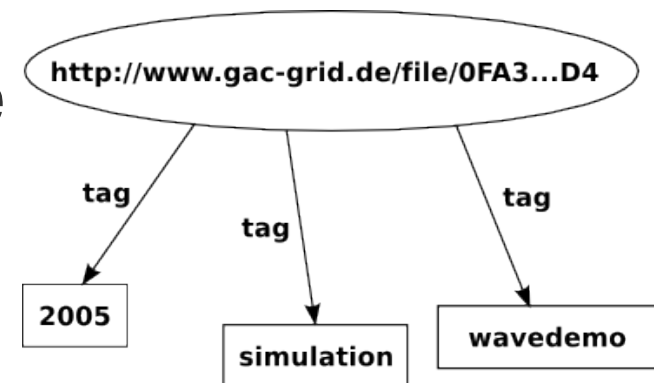 http://www.gac-grid.de/file/0FA3...D4
e
tag
tag
tag
2005
simulation
wavedemo